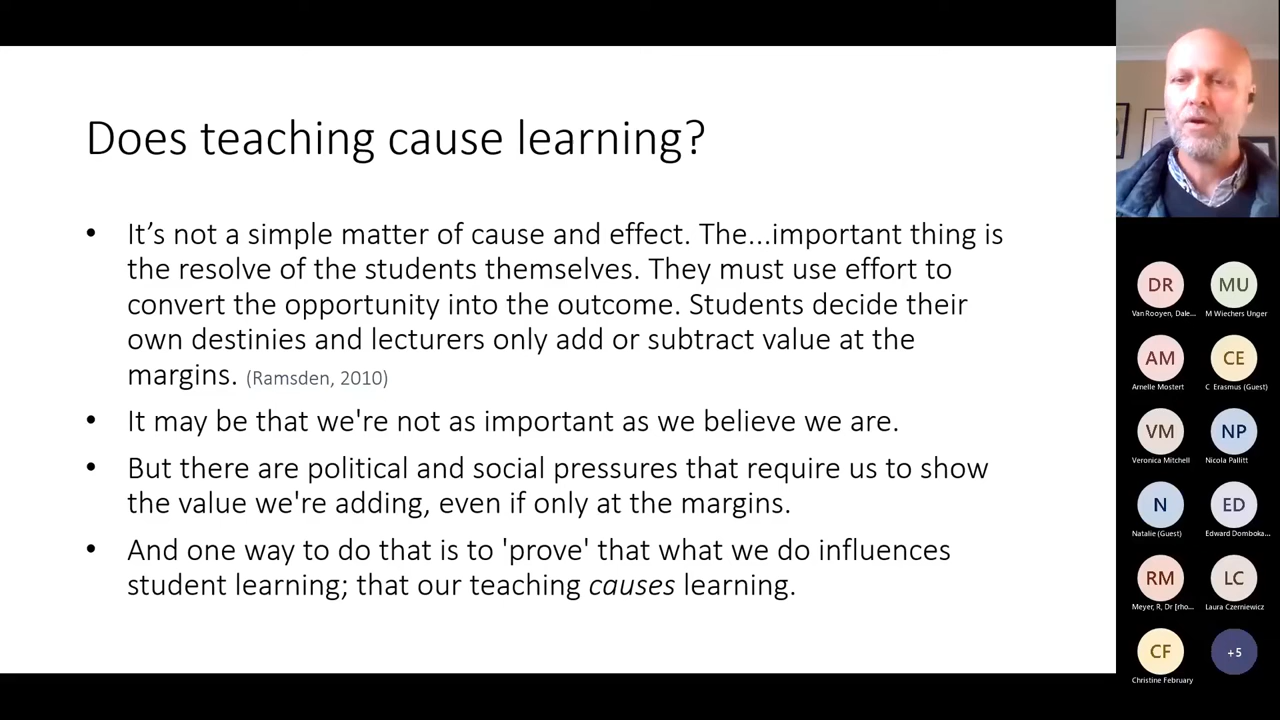 Does teaching cause learning?
• It’s not a simple matter of cause and effect. The...important thing is
the resolve of the students themselves. They must use effort to
convert the opportunity into the outcome. Students decide their
own destinies and lecturers only add or subtract value at the
margins. (Ramsden, 2010)
• It may be that we're not as important as we believe we are.
• But there are political and social pressures that require us to show
the value we're adding, even if only at the margins.
• And one way to do that is to 'prove' that what we do influences
student learning; that our teaching causes learning.
DR MU
Van Rooyen, Dale... M Wiechers Unger
AM CE
Arnelle Mostert C Erasmus (Guest)
VM NP
Veronica Mitchell Nicola Pallitt
N ED
Natalie (Guest) Edward Domboka...
RM LC
Meyer, R, Dr [rho... Laura Czerniewicz
CF +5
Christine February